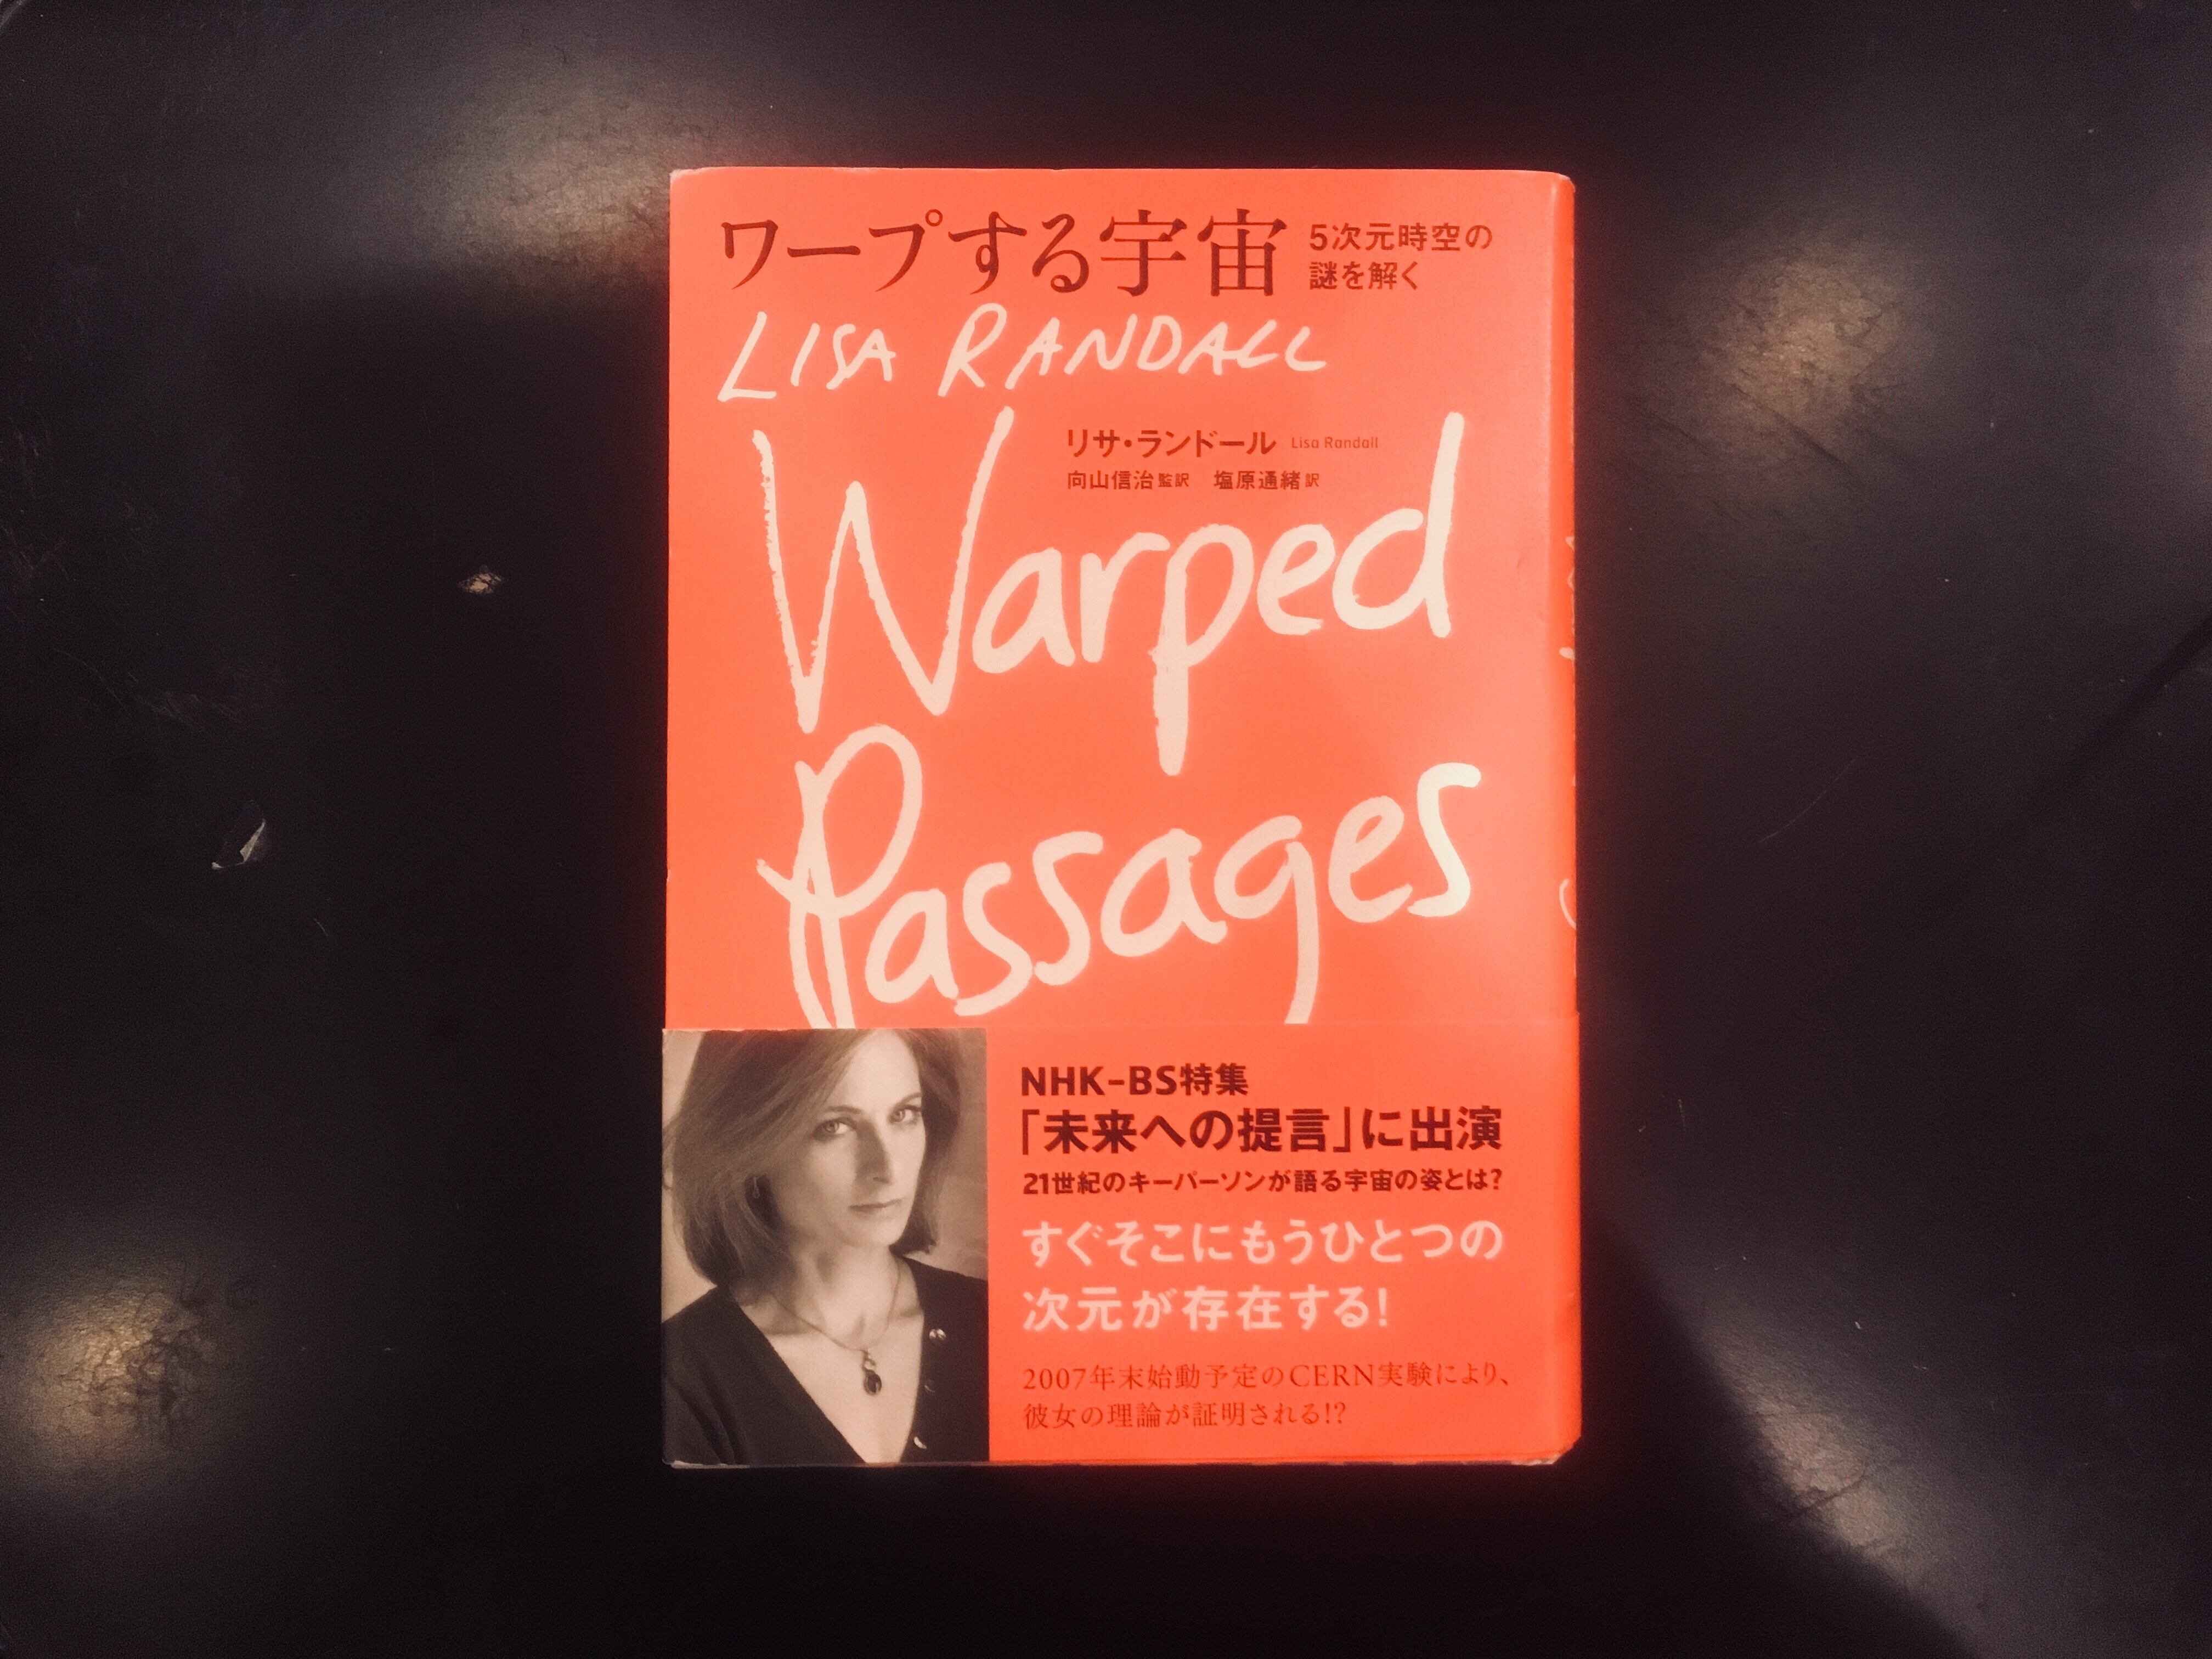 ワープする宇宙
5次元時空の
謎を解く
LISA RANDALL
リサ・ランドール Lisa Randall
向山信治 監訳 塩原通緒 訳
Warped
Passages
NHK-BS特集
「未来への提言」に出演
21世紀のキーパーソンが語る宇宙の姿とは?
すぐそこにもうひとつの
次元が存在する!
2007年末始動予定のCERN実験により、
彼女の理論が証明される!?